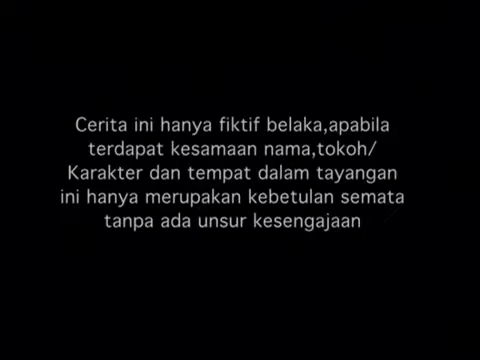 Cerita ini hanya fiktif belaka,apabila
terdapat kesamaan nama,tokoh/
Karakter dan tempat dalam tayangan
ini hanya merupakan kebetulan semata
tanpa ada unsur kesengajaan